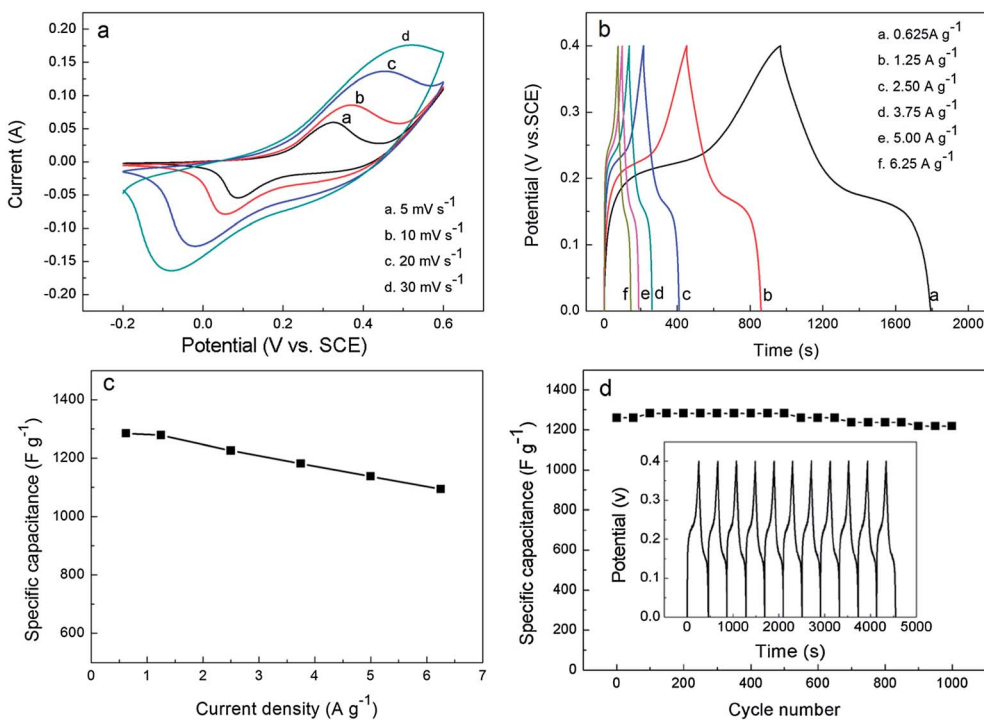 a
0.20
0.15
0.10
0.05
0.00
-0.05
-0.10
-0.15
0.20
Current (A)
-0.2
0.0
0.2
0.4
0.6
Potential (V vs. SCE)
d
c
b
a
a. 5 mV s⁻¹
b. 10 mV s⁻¹
c. 20 mV s⁻¹
d. 30 mV s⁻¹
b
0.4
0.3
0.2
0.1
0.0
Potential (V vs.SCE)
0
400
800
1200
1600
2000
Time (s)
a. 0.625A g⁻¹
b. 1.25 A g⁻¹
c. 2.50 A g⁻¹
d. 3.75 A g⁻¹
e. 5.00 A g⁻¹
f. 6.25 A g⁻¹
f
e
d
c
b
a
c
1400
1200
1000
800
600
Specific capacitance (F g⁻¹)
0
1
2
3
4
5
6
7
Current density (A g⁻¹)
d
1400
1200
1000
800
600
400
200
0
Specific capacitance (F g⁻¹)
0
200
400
600
800
1000
Cycle number
0.4
0.3
0.2
0.1
0.0
Potential (v)
0
1000
2000
3000
4000
5000
Time (s)